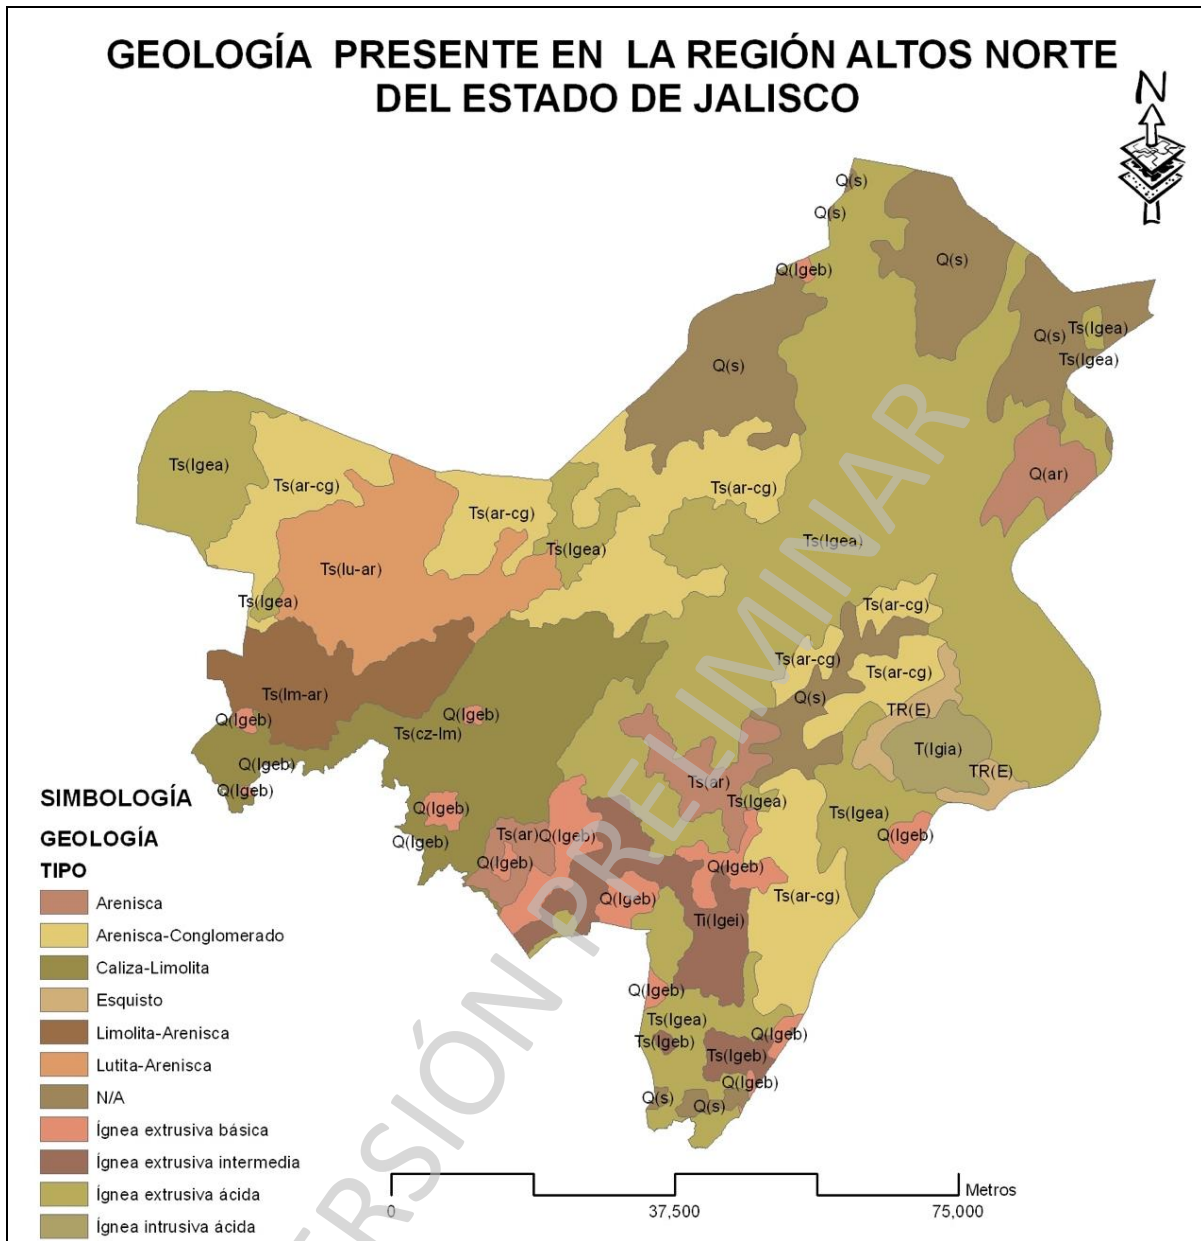 GEOLOGÍA PRESENTE EN LA REGIÓN ALTOS NORTE
DEL ESTADO DE JALISCO
N
Q(s)
Q(s)
Q(s)
Q(Igeb)
Q(s)
Ts(Igea)
Ts(Igea)
Q(s)
Ts(Igea)
Ts(ar-cg)
Ts(ar-cg)
Ts(ar-cg)
Q(ar)
Ts(Igea)
Ts(Igea)
Ts(lu-ar)
Ts(Igea)
Ts(ar-cg)
Ts(ar-cg)
Ts(ar-cg)
Ts(lm-ar)
Q(s)
TR(E)
Q(Igeb)
Q(Igeb)
Ts(cz-lm)
T(Igia)
Q(Igeb)
TR(E)
Q(Igeb)
Ts(ar)
Ts(Igea)
Q(Igeb)
Ts(Igea)
Q(Igeb)
Ts(ar)
Q(Igeb)
Q(Igeb)
Q(Igeb)
Q(Igeb)
Q(Igeb)
Ts(ar-cg)
Ti(Igei)
Q(Igeb)
Ts(Igea)
Q(Igeb)
Ts(Igeb)
Ts(Igeb)
Q(Igeb)
Q(s)
Q(s)
SIMBOLOGÍA
GEOLOGÍA
TIPO
Arenisca
Arenisca-Conglomerado
Caliza-Limolita
Esquisto
Limolita-Arenisca
Lutita-Arenisca
N/A
Ígnea extrusiva básica
Ígnea extrusiva intermedia
Ígnea extrusiva ácida
Ígnea intrusiva ácida
Metros
0 37,500 75,000
ERSIÓN PRELIMINAR